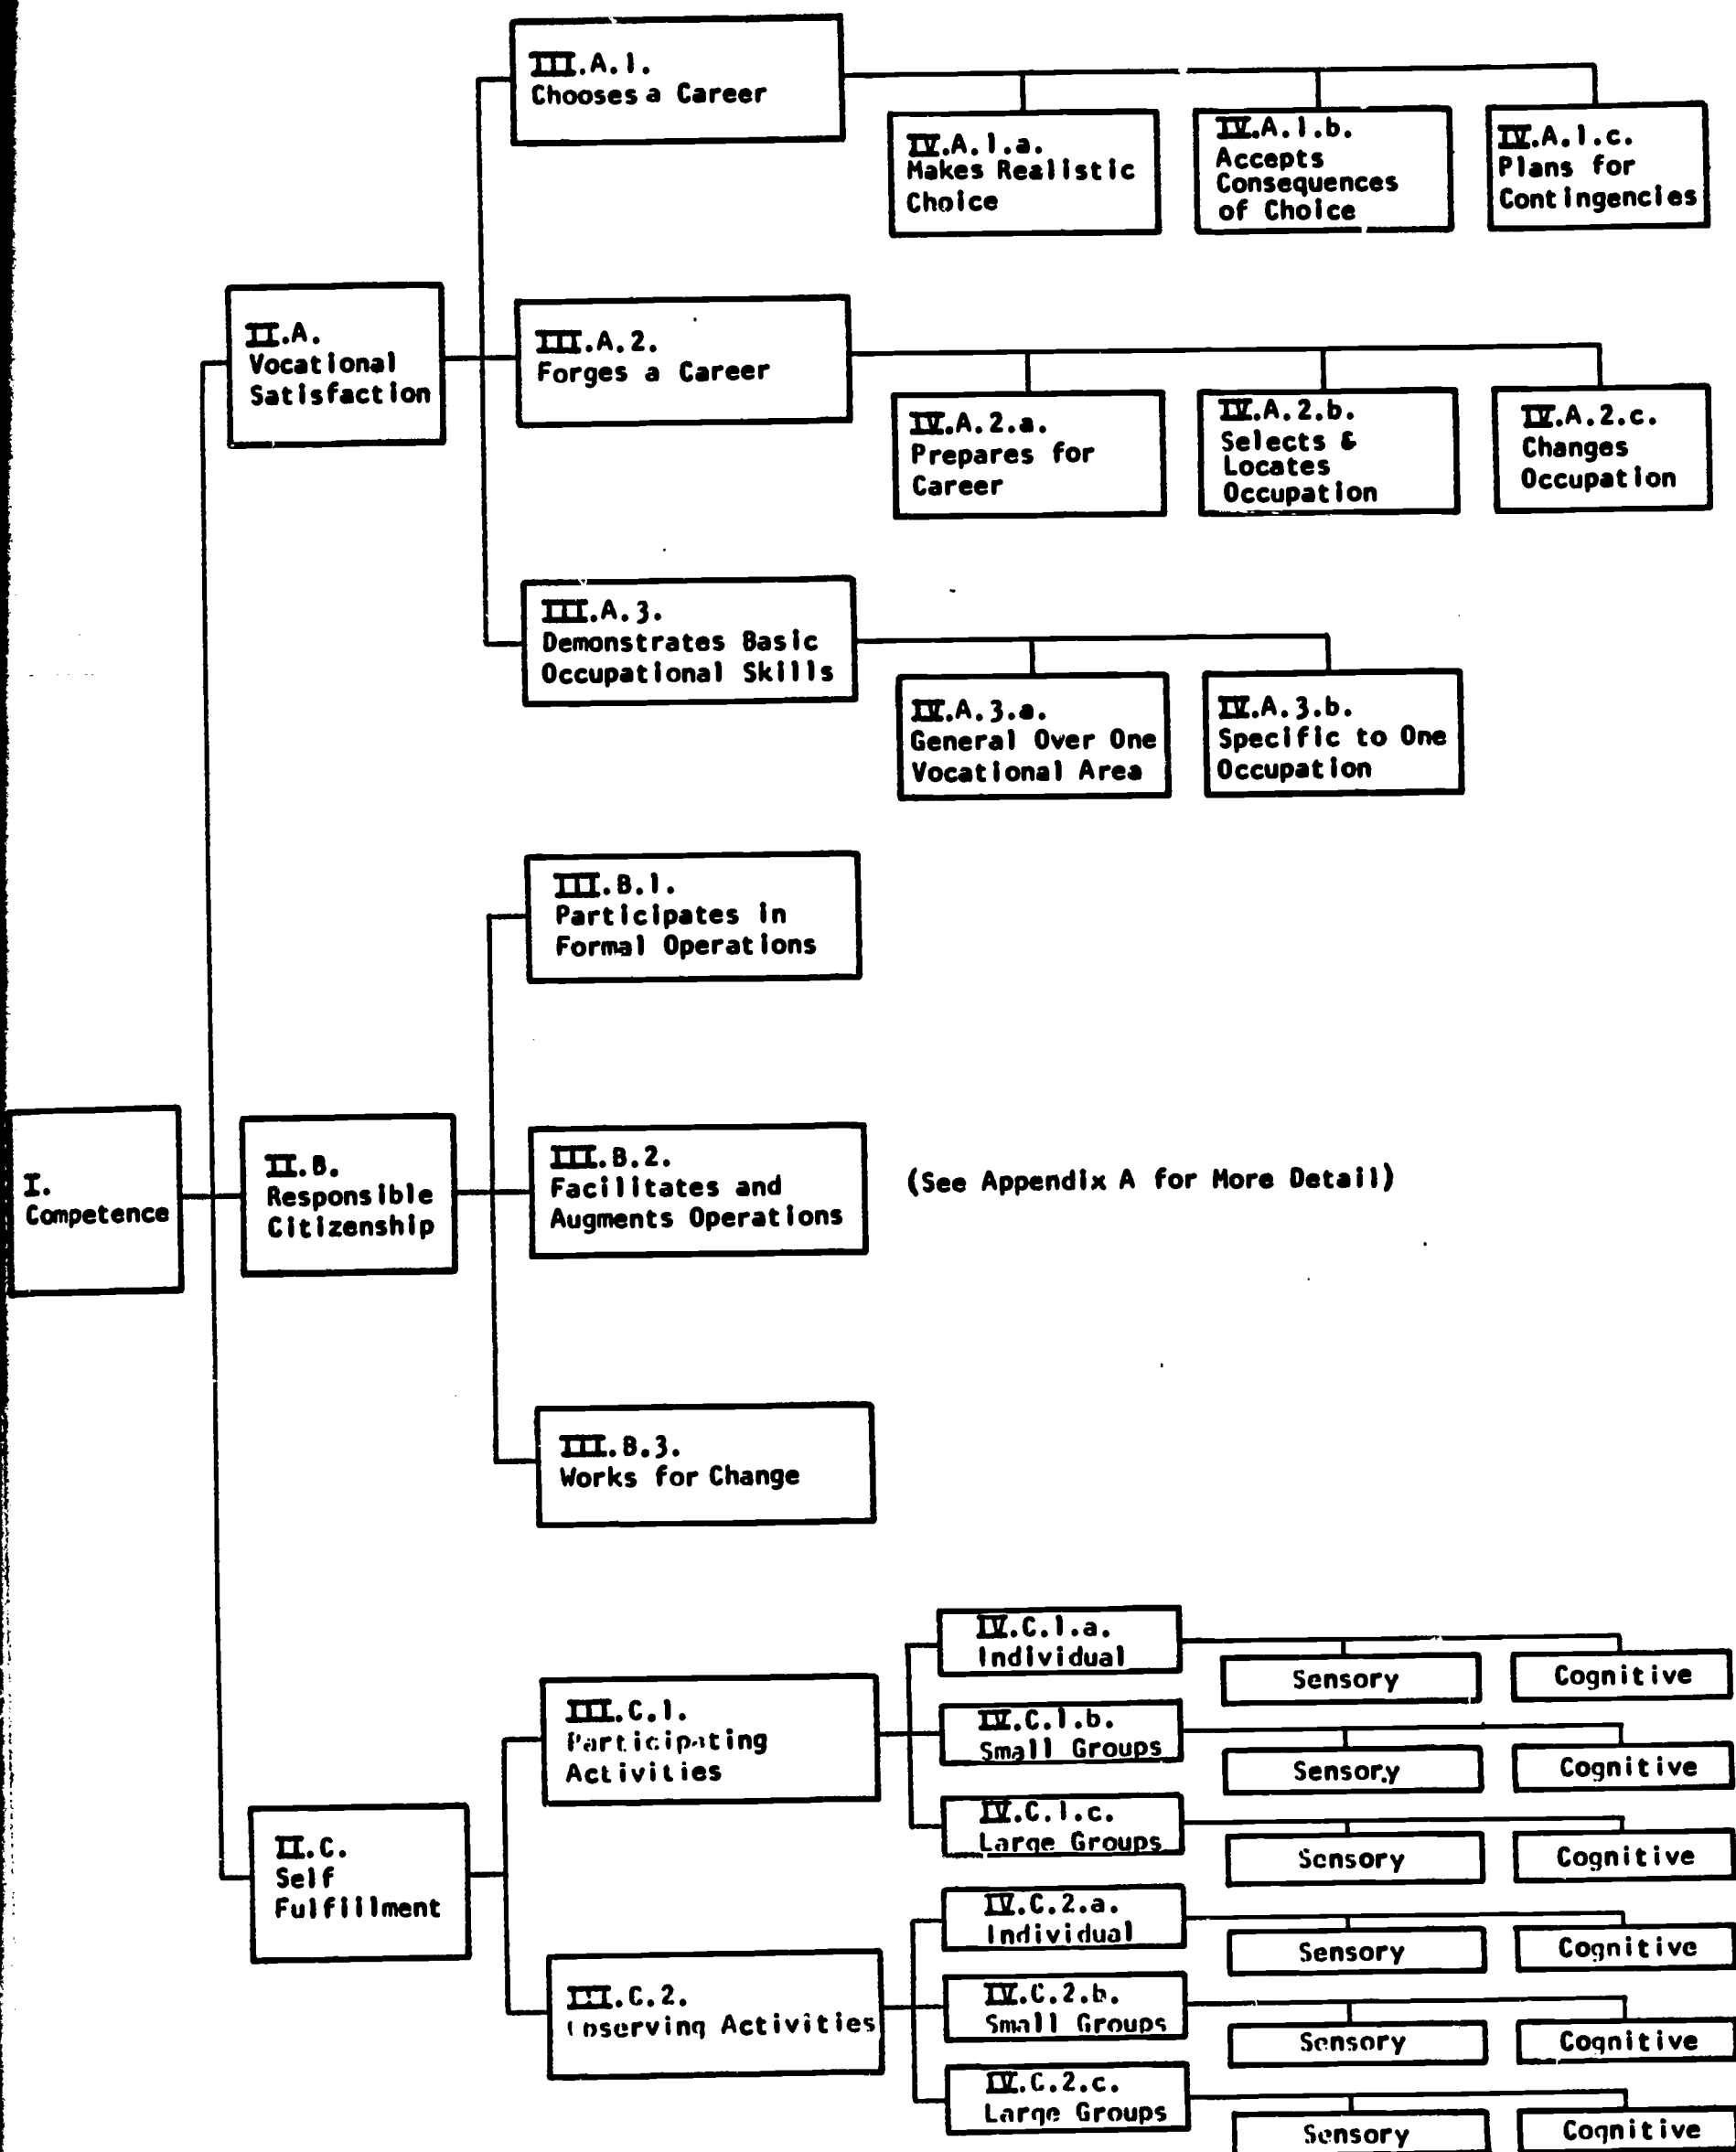 III.A.1.
Chooses a Career
IV.A.1.a.
Makes Realistic
Choice
IV.A.1.b.
Accepts
Consequences
of Choice
IV.A.1.c.
Plans for
Contingencies
II.A.
Vocational
Satisfaction
III.A.2.
Forges a Career
IV.A.2.a.
Prepares for
Career
IV.A.2.b.
Selects &
Locates
Occupation
IV.A.2.c.
Changes
Occupation
III.A.3.
Demonstrates Basic
Occupational Skills
IV.A.3.a.
General Over One
Vocational Area
IV.A.3.b.
Specific to One
Occupation
III.B.1.
Participates in
Formal Operations
I.
Competence
II.B.
Responsible
Citizenship
III.B.2.
Facilitates and
Augments Operations
(See Appendix A for More Detail)
III.B.3.
Works for Change
II.C.
Self
Fulfillment
III.C.1.
Participating
Activities
IV.C.1.a.
Individual
Sensory
Cognitive
IV.C.1.b.
Small Groups
Sensory
Cognitive
IV.C.1.c.
Large Groups
Sensory
Cognitive
III.C.2.
Observing Activities
IV.C.2.a.
Individual
Sensory
Cognitive
IV.C.2.b.
Small Groups
Sensory
Cognitive
IV.C.2.c.
Large Groups
Sensory
Cognitive